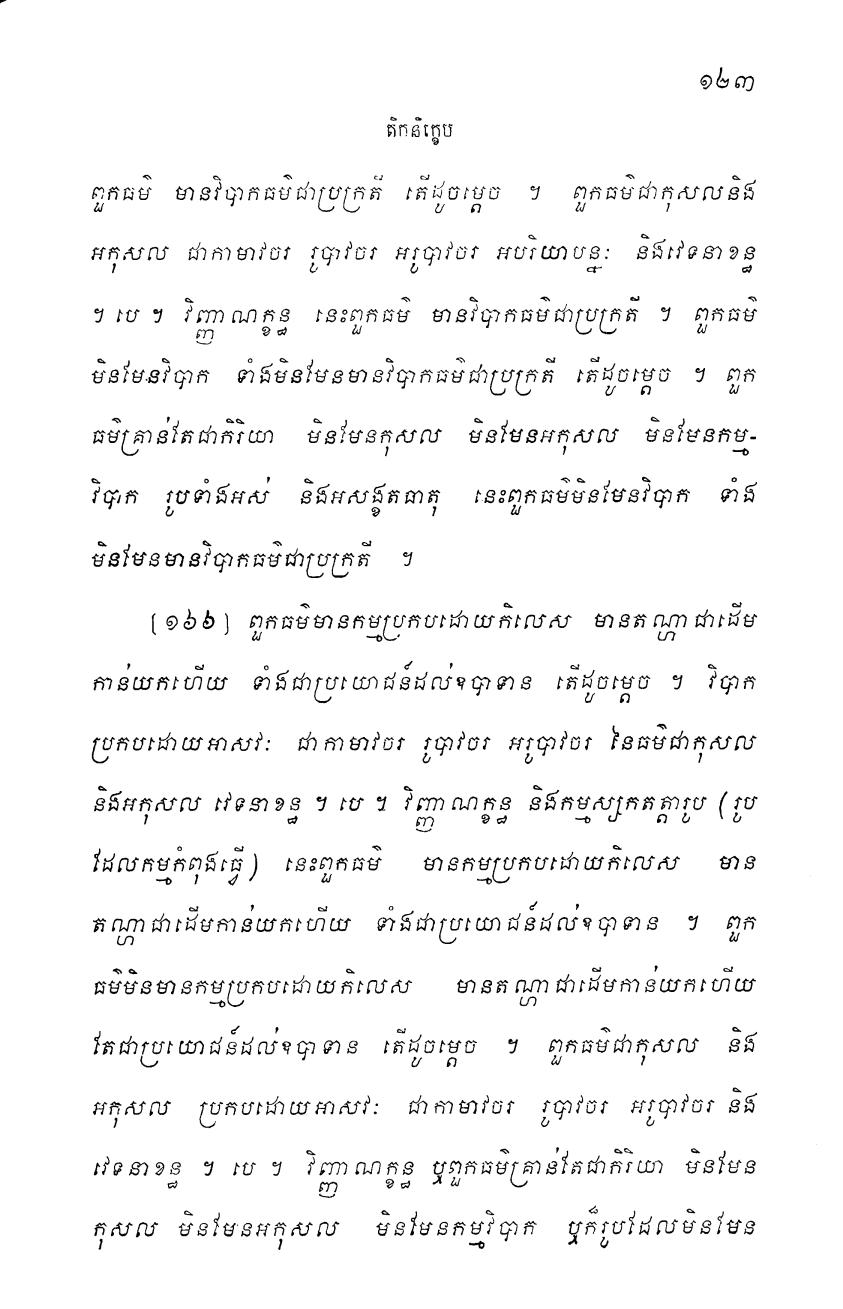 ១២៣
តិកនិក្ខេប
ពួកធម៌ មានវិបាកធម៌ជាប្រក្រតី តើដូចម្តេច ។ ពួកធម៌ជាកុសលនិង
អកុសល ជាកាមាវចរ រូបាវចរ អរូបាវចរ អបរិយាបន្នៈ និងវេទនាខន្ធ
។ បេ ។ វិញ្ញាណក្ខន្ធ នេះពួកធម៌ មានវិបាកធម៌ជាប្រក្រតី ។ ពួកធម៌
មិនមែនវិបាក ទាំងមិនមែនមានវិបាកធម៌ជាប្រក្រតី តើដូចម្តេច ។ ពួក
ធម៌គ្រាន់តែជាកិរិយា មិនមែនកុសល មិនមែនអកុសល មិនមែនកម្ម-
វិបាក រូបទាំងអស់ និងអសង្ខតធាតុ នេះពួកធម៌មិនមែនវិបាក ទាំង
មិនមែនមានវិបាកធម៌ជាប្រក្រតី ។
[១៦៦] ពួកធម៌មានកម្មប្រកបដោយកិលេស មានតណ្ហាជាដើម
កាន់យកហើយ ទាំងជាប្រយោជន៍ដល់ឧបាទាន តើដូចម្តេច ។ វិបាក
ប្រកបដោយអាសវៈ ជាកាមាវចរ រូបាវចរ អរូបាវចរ នៃធម៌ជាកុសល
និងអកុសល វេទនាខន្ធ ។ បេ ។ វិញ្ញាណក្ខន្ធ និងកម្មស្សកតត្តារូប (រូប
ដែលកម្មកំពុងធ្វើ) នេះពួកធម៌ មានកម្មប្រកបដោយកិលេស មាន
តណ្ហាជាដើមកាន់យកហើយ ទាំងជាប្រយោជន៍ដល់ឧបាទាន ។ ពួក
ធម៌មិនមានកម្មប្រកបដោយកិលេស មានតណ្ហាជាដើមកាន់យកហើយ
តែជាប្រយោជន៍ដល់ឧបាទាន តើដូចម្តេច ។ ពួកធម៌ជាកុសល និង
អកុសល ប្រកបដោយអាសវៈ ជាកាមាវចរ រូបាវចរ អរូបាវចរ និង
វេទនាខន្ធ ។ បេ ។ វិញ្ញាណក្ខន្ធ ឬពួកធម៌គ្រាន់តែជាកិរិយា មិនមែន
កុសល មិនមែនអកុសល មិនមែនកម្មវិបាក ឬក៏រូបដែលមិនមែន